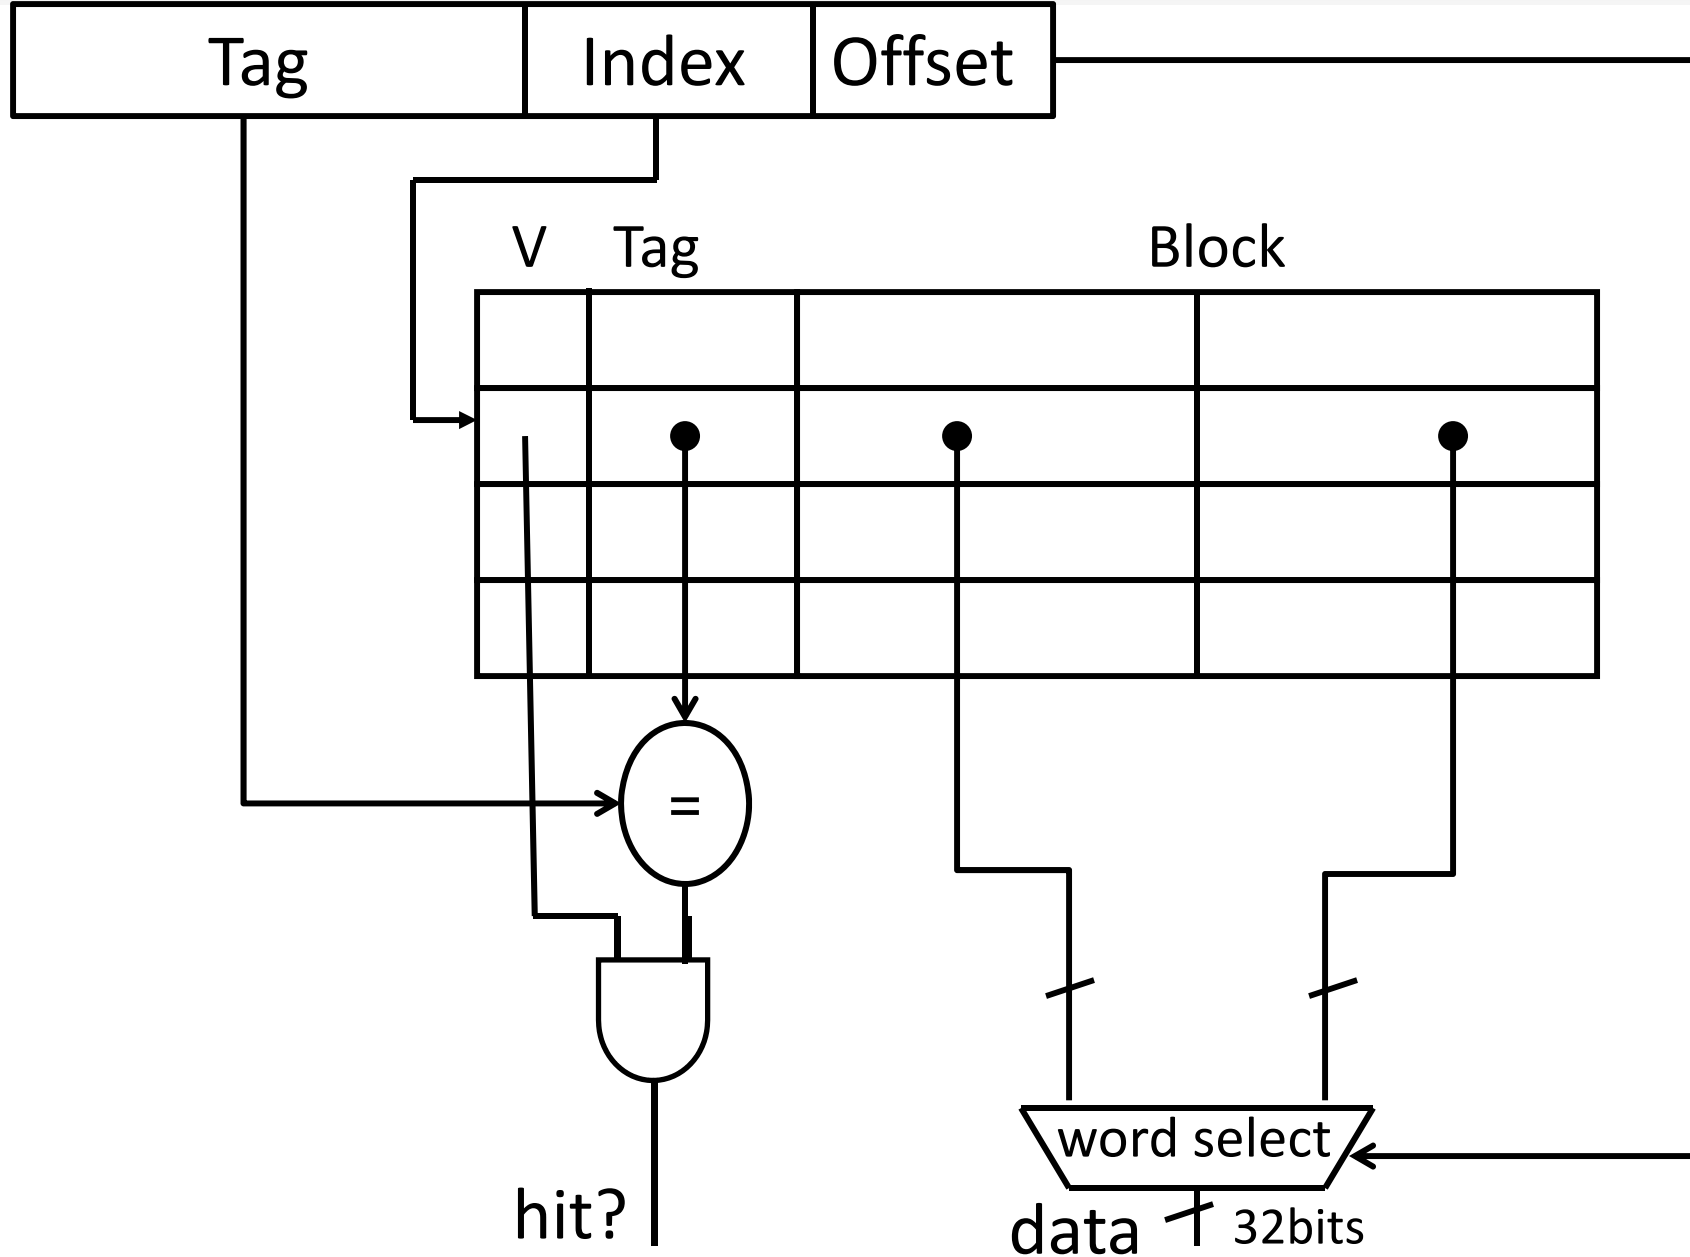 Tag Index Offset
V Tag Block
=
word select
hit?
data 32bits